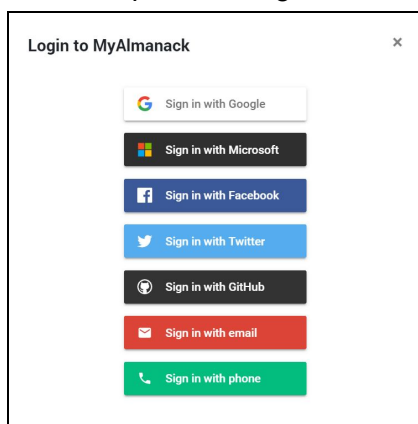 Login to MyAlmanack
×
Sign in with Google
Sign in with Microsoft
Sign in with Facebook
Sign in with Twitter
Sign in with GitHub
Sign in with email
Sign in with phone